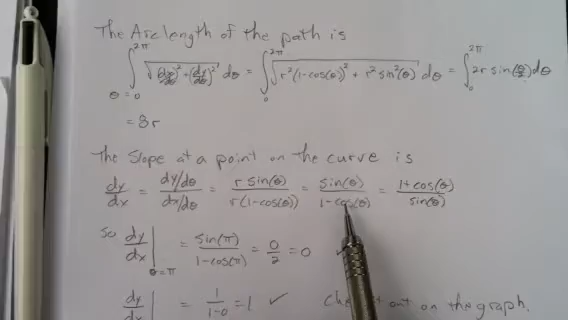 The Arc length of the path is
∫_{θ=0}^{2π} √((dx/dθ)² + (dy/dθ)²) dθ = ∫_0^{2π} √(r²(1-cos(θ))² + r² sin²(θ)) dθ = ∫_0^{2π} 2r sin(θ/2) dθ
= 8r
The slope at a point on the curve is
dy/dx = (dy/dθ)/(dx/dθ) = r sin(θ)/r(1-cos(θ)) = sin(θ)/1-cos(θ) = 1+cos(θ)/sin(θ)
so dy/dx |_{θ=π} = sin(π)/1-cos(π) = 0/2 = 0 ✓
dy/dx | = 1/1-0 = 1 ✓ out on the graph.